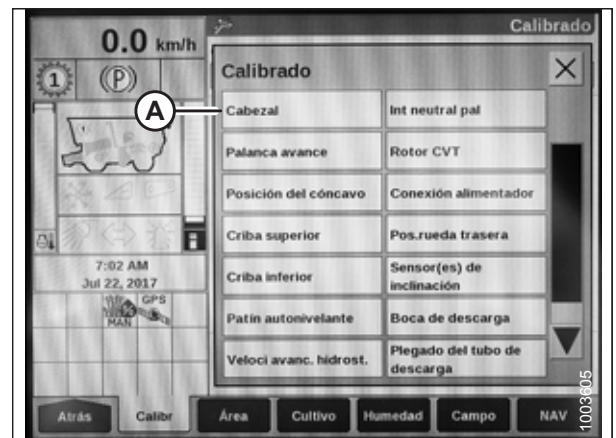 0.0 km/h
1
(P)
7:02 AM
Jul 22, 2017
GPS
MAN
Calibrado
Calibrado
A
Cabezal
Int neutral pal
Palanca avance
Rotor CVT
Posición del cóncavo
Conexión alimentador
Criba superior
Pos.rueda trasera
Criba inferior
Sensor(es) de
inclinación
Patín autonivelante
Boca de descarga
Veloci avanc. hidrost.
Plegado del tubo de
descarga
Atrás
Calibr
Área
Cultivo
Humedad
Campo
NAV
1003605